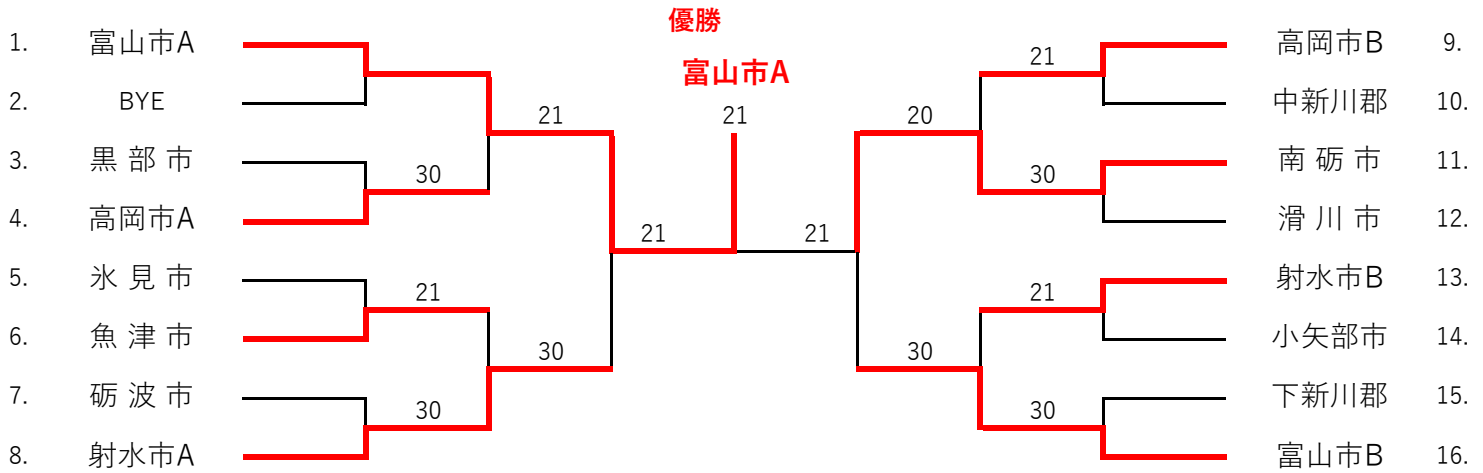 優勝
富山市A
1. 富山市A
2. BYE
3. 黒部市
4. 高岡市A
5. 氷見市
6. 魚津市
7. 砺波市
8. 射水市A
30
21
30
21
30
21
21
21
20
30
21
30
21
30
高岡市B 9.
中新川郡 10.
南砺市 11.
滑川市 12.
射水市B 13.
小矢部市 14.
下新川郡 15.
富山市B 16.